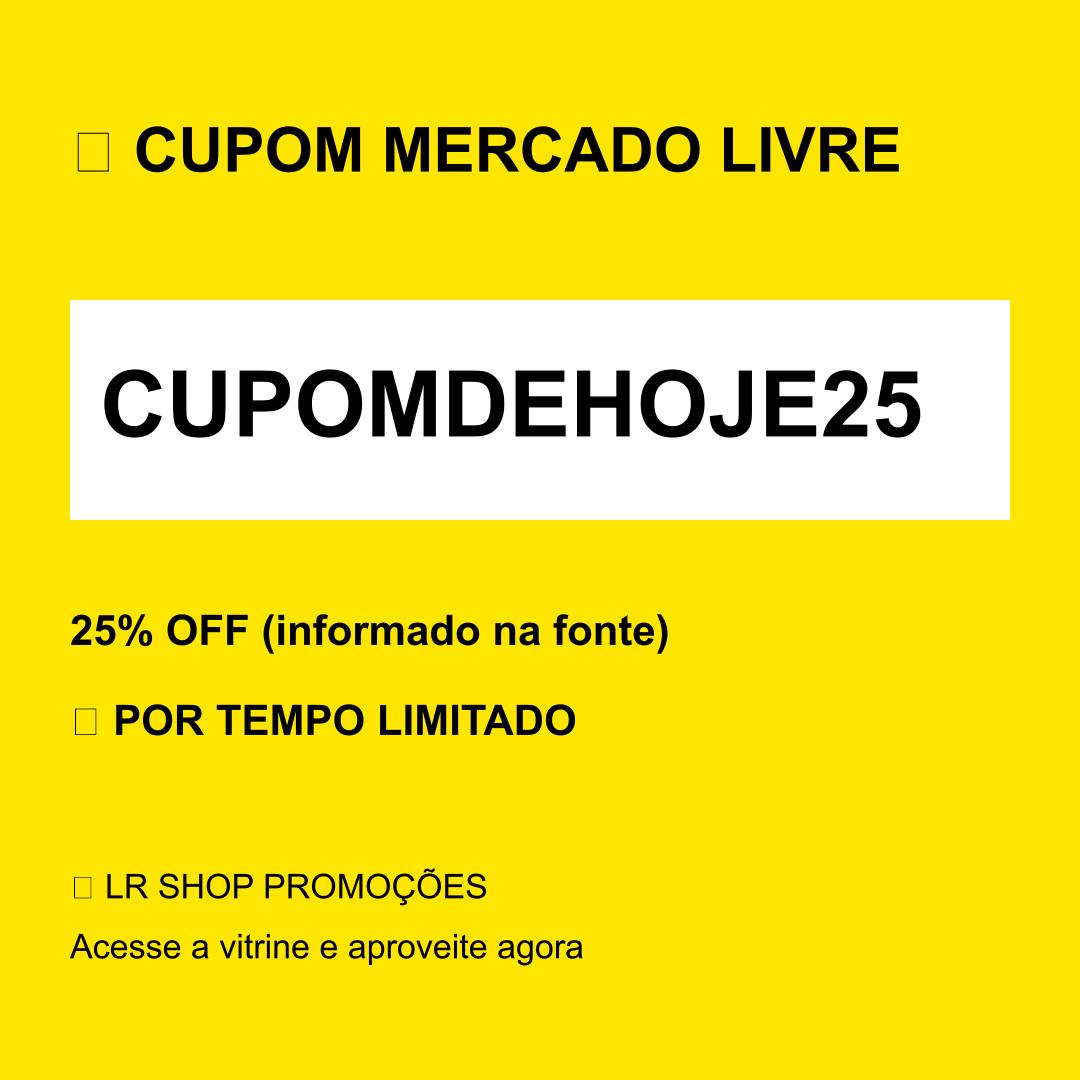 CUPOM MERCADO LIVRE
CUPOMDEHOJE25
25% OFF (informado na fonte)
POR TEMPO LIMITADO
LR SHOP PROMOÇÕES
Acesse a vitrine e aproveite agora